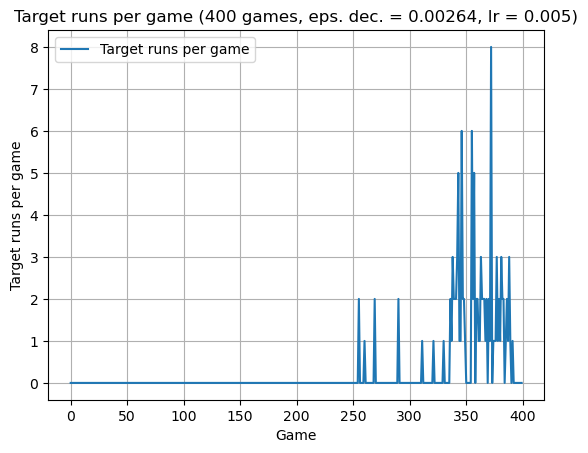 Target runs per game (400 games, eps. dec. = 0.00264, lr = 0.005)
Target runs per game
8
7
6
5
4
3
2
1
0
Target runs per game
0 50 100 150 200 250 300 350 400
Game